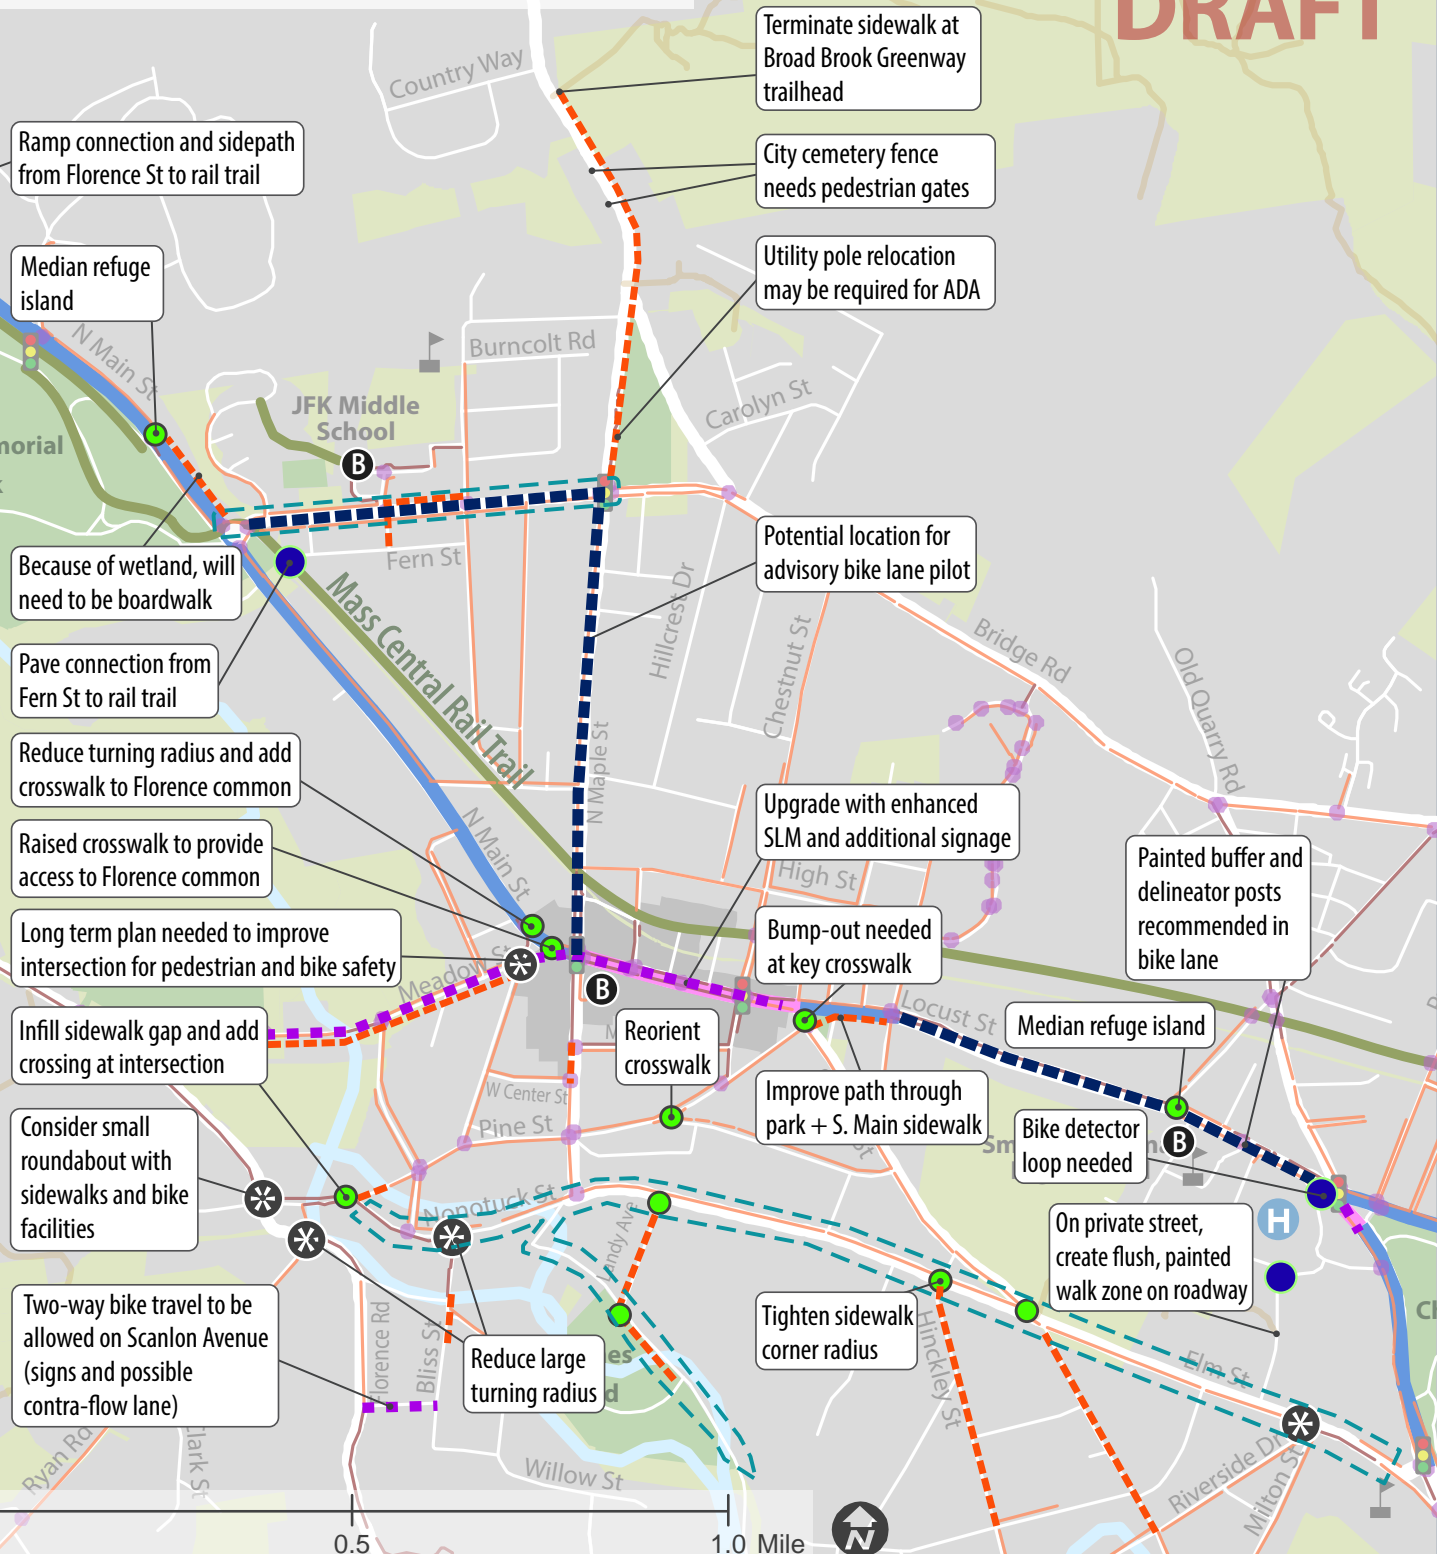 DRAFT
Terminate sidewalk at
Broad Brook Greenway
trailhead
Country Way
Ramp connection and sidepath
from Florence St to rail trail
City cemetery fence
needs pedestrian gates
Median refuge
island
Utility pole relocation
may be required for ADA
N Main St
Burncolt Rd
JFK Middle
School
Carolyn St
morial
B
Because of wetland, will
need to be boardwalk
Fern St
Potential location for
advisory bike lane pilot
Mass Central Rail Trail
Hillcrest Dr
Chestnut St
Bridge Rd
Old Quarry Rd
Pave connection from
Fern St to rail trail
N Maple St
Reduce turning radius and add
crosswalk to Florence common
N Main St
Upgrade with enhanced
SLM and additional signage
Raised crosswalk to provide
access to Florence common
High St
Painted buffer and
delineator posts
recommended in
bike lane
Long term plan needed to improve
intersection for pedestrian and bike safety
Bump-out needed
at key crosswalk
Meadow St
B
Locust St
Infill sidewalk gap and add
crossing at intersection
Reorient
crosswalk
Median refuge island
W Center St
Improve path through
park + S. Main sidewalk
Pine St
Consider small
roundabout with
sidewalks and bike
facilities
Bike detector
loop needed
B
Sm
Nonotuck St
Landy Ave
H
On private street,
create flush, painted
walk zone on roadway
Two-way bike travel to be
allowed on Scanlon Avenue
(signs and possible
contra-flow lane)
Florence Rd
Bliss St
Reduce large
turning radius
es
d
Tighten sidewalk
corner radius
Hinckley St
Elm St
Ch
Ryan Rd
Clark St
Willow St
Riverside Dr
Milton St
0.5
1.0 Mile
N